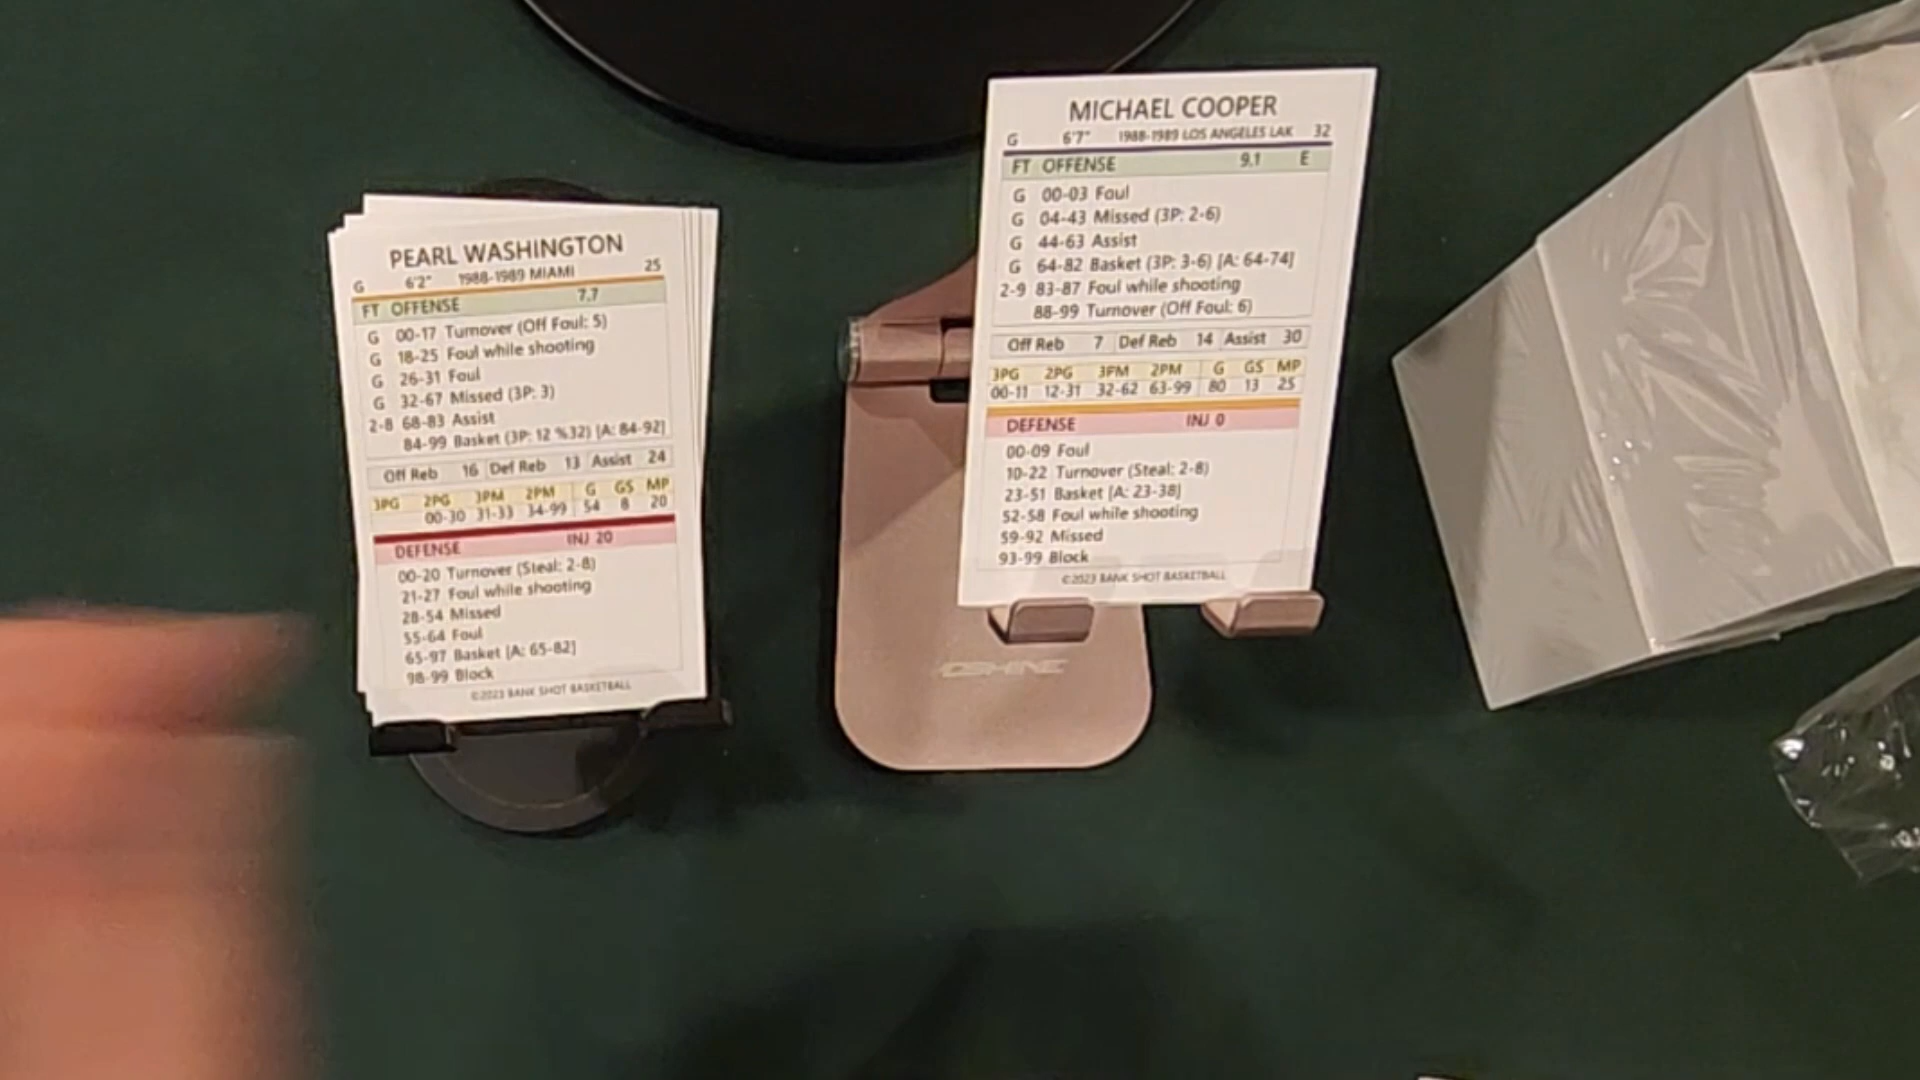 PEARL WASHINGTON
G 6'2" 1988-1989 MIAMI 25
FT OFFENSE 7.7
G 00-17 Turnover (Off Foul: 5)
G 18-25 Foul while shooting
G 26-31 Foul
G 32-67 Missed (3P: 3)
2-8 68-83 Assist
84-99 Basket (3P: 12 %32) [A: 84-92]
Off Reb 16 Def Reb 13 Assist 24
3PG 2PG 3PM 2PM G GS MP
00-30 31-33 34-99 54 8 20
DEFENSE INJ 20
00-20 Turnover (Steal: 2-8)
21-27 Foul while shooting
28-54 Missed
55-64 Foul
65-97 Basket [A: 65-82]
98-99 Block
©2023 BANK SHOT BASKETBALL
MICHAEL COOPER
G 6'7" 1988-1989 LOS ANGELES LAK 32
FT OFFENSE 9.1 E
G 00-03 Foul
G 04-43 Missed (3P: 2-6)
G 44-63 Assist
G 64-82 Basket (3P: 3-6) [A: 64-74]
2-9 83-87 Foul while shooting
88-99 Turnover (Off Foul: 6)
Off Reb 7 Def Reb 14 Assist 30
3PG 2PG 3PM 2PM G GS MP
00-11 12-31 32-62 63-99 80 13 25
DEFENSE INJ 0
00-09 Foul
10-22 Turnover (Steal: 2-8)
23-51 Basket [A: 23-38]
52-58 Foul while shooting
59-92 Missed
93-99 Block
©2023 BANK SHOT BASKETBALL